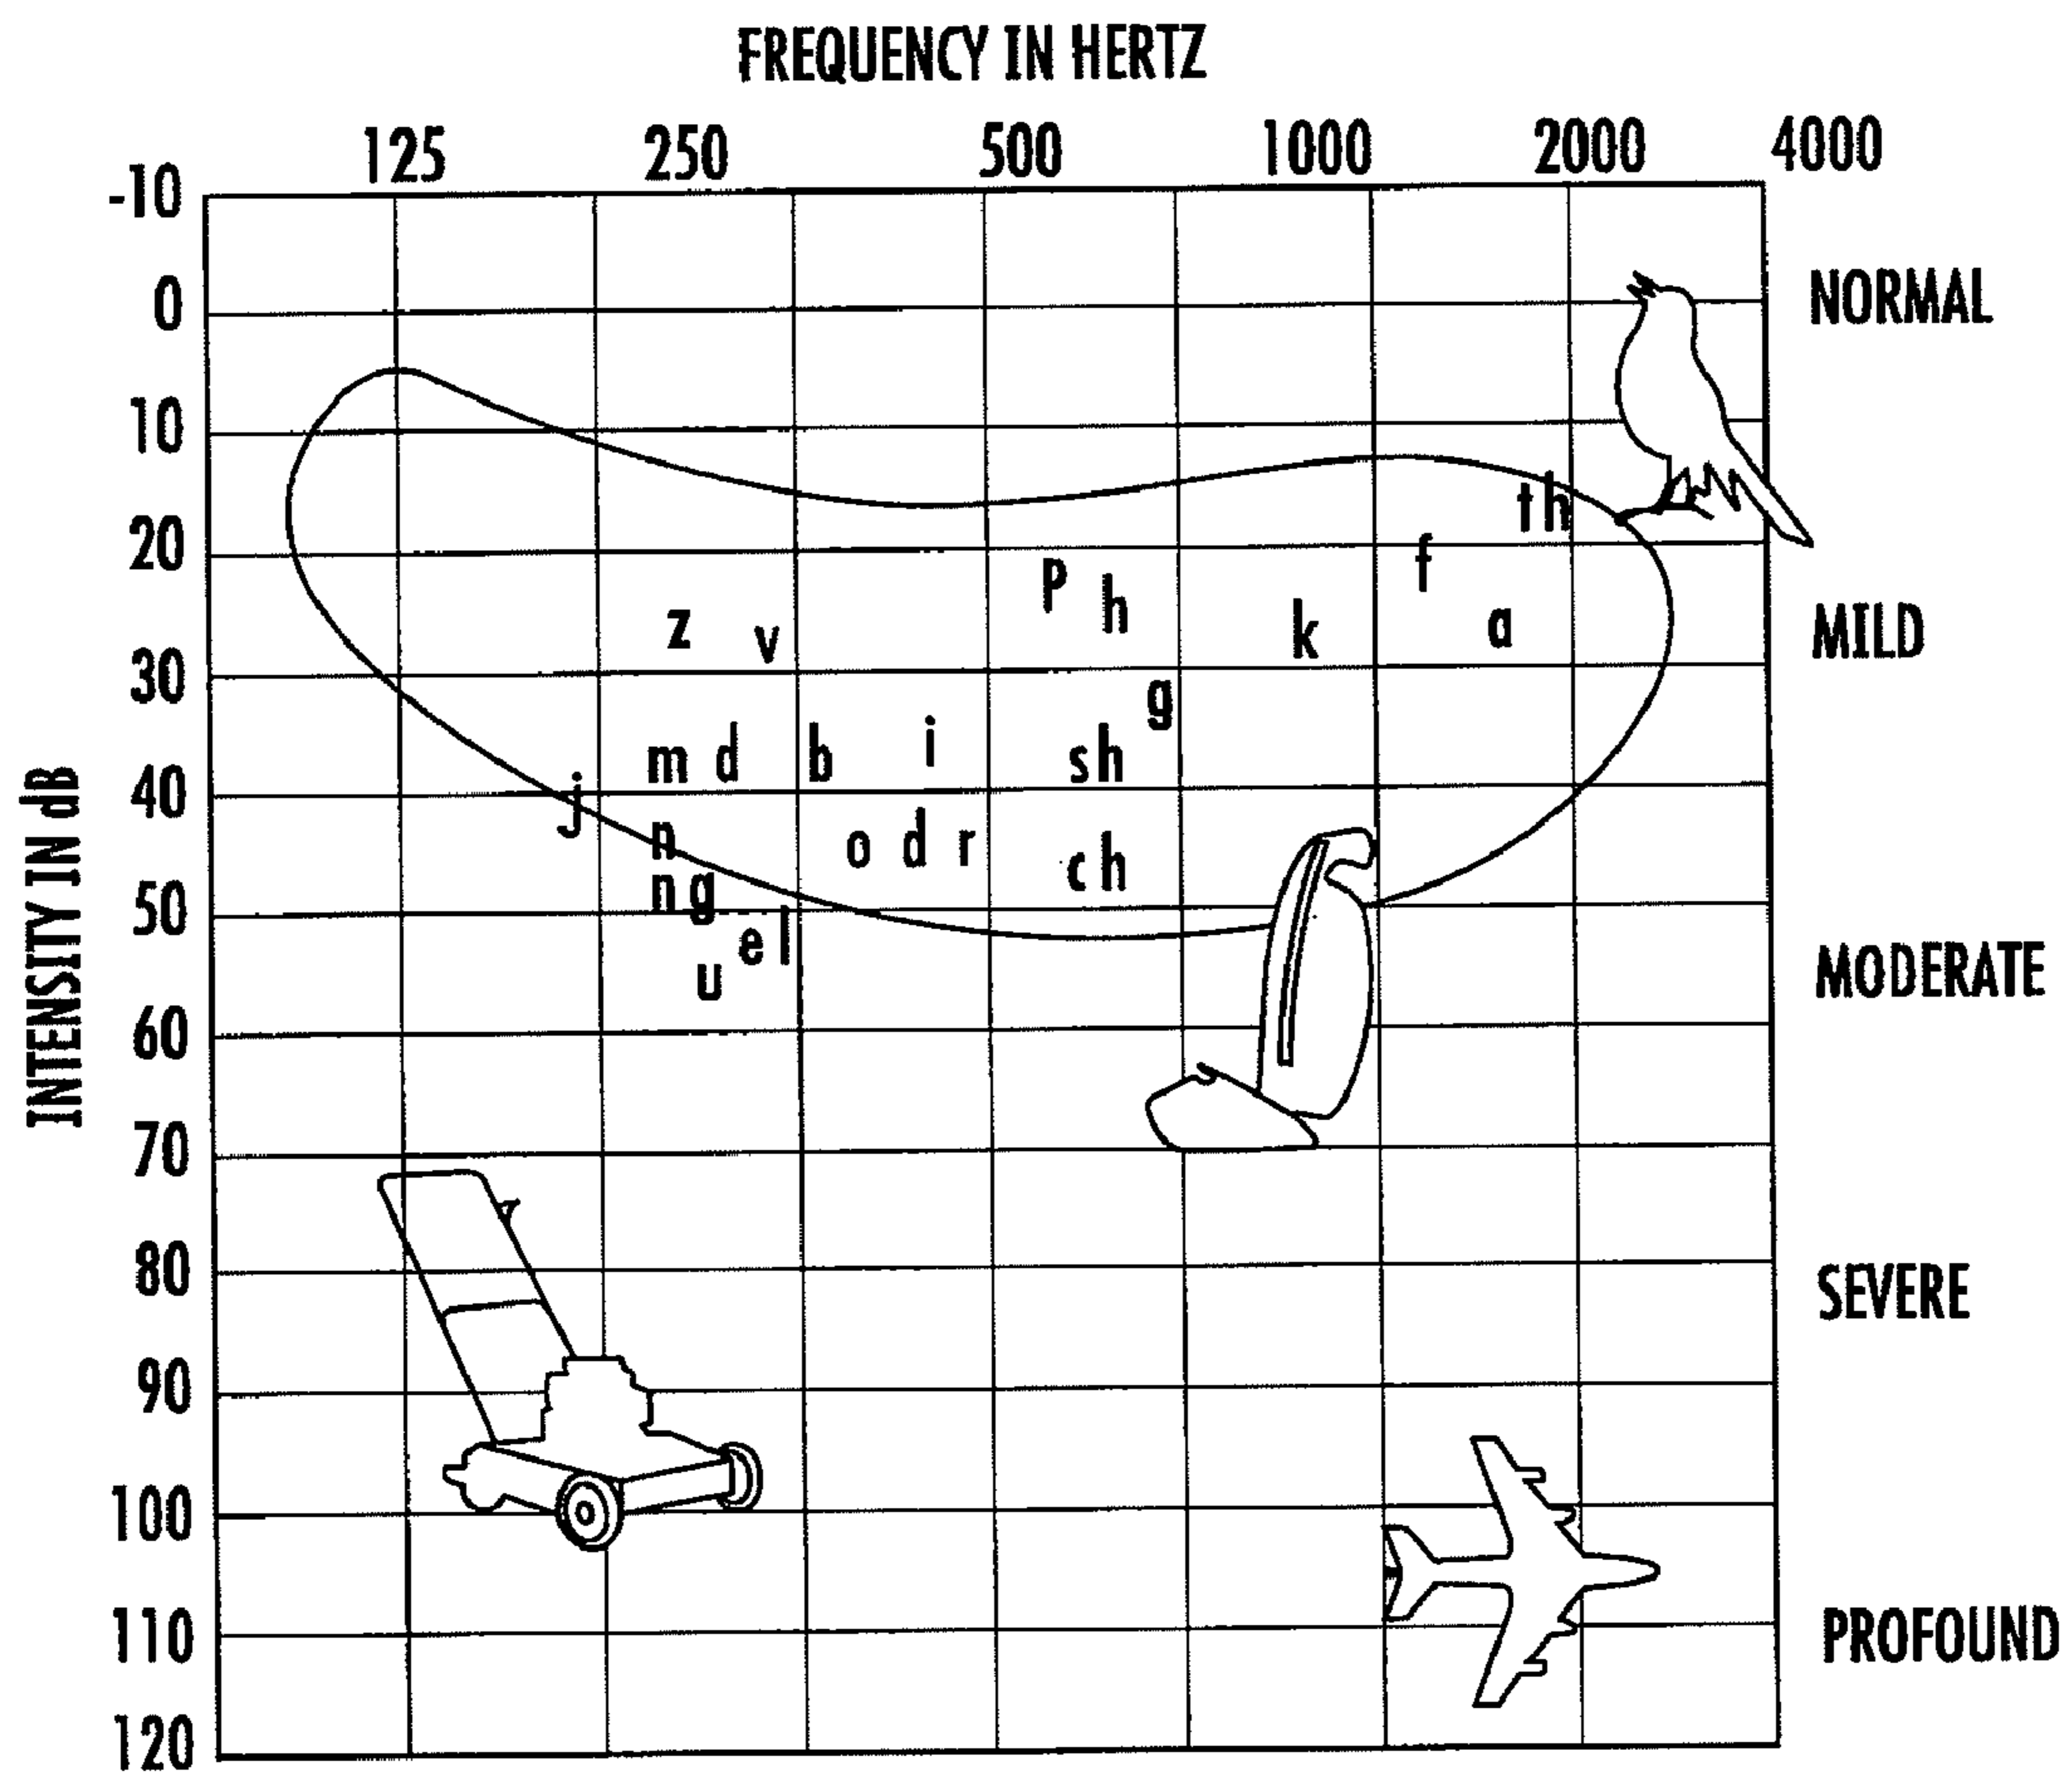 FREQUENCY IN HERTZ
125 250 500 1000 2000 4000
-10
0
NORMAL
10
th
20
f
P h
z v k a
MILD
30
g
m d b i sh
40
j
n o d r ch
ng
50
e l
u
MODERATE
60
70
80
SEVERE
90
100
110
PROFOUND
120
INTENSITY IN dB